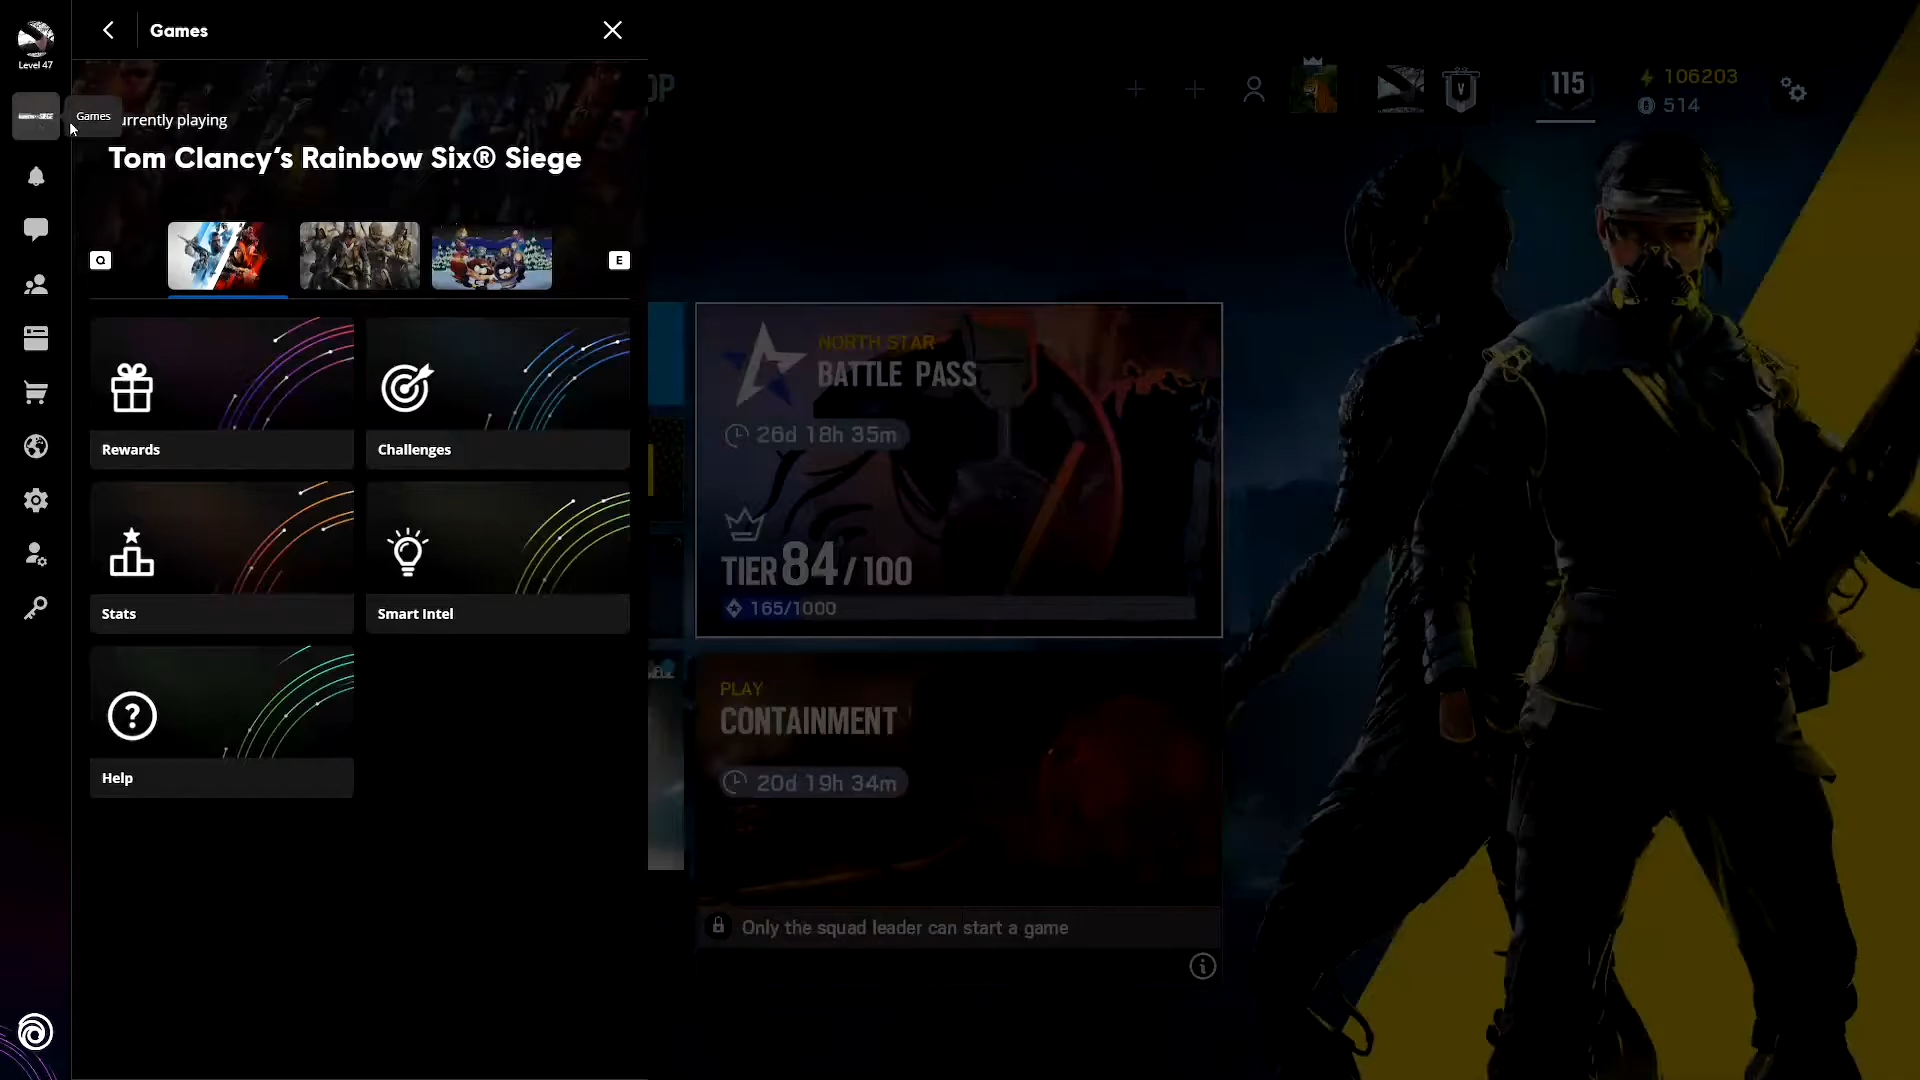 Level 47
Games
Games
urrently playing
Tom Clancy's Rainbow Six® Siege
Q
E
Rewards
Challenges
Stats
Smart Intel
Help
OP
V
115
106203
514
NORTH STAR
BATTLE PASS
26d 18h 35m
TIER 84 / 100
165/1000
PLAY
CONTAINMENT
20d 19h 34m
Only the squad leader can start a game